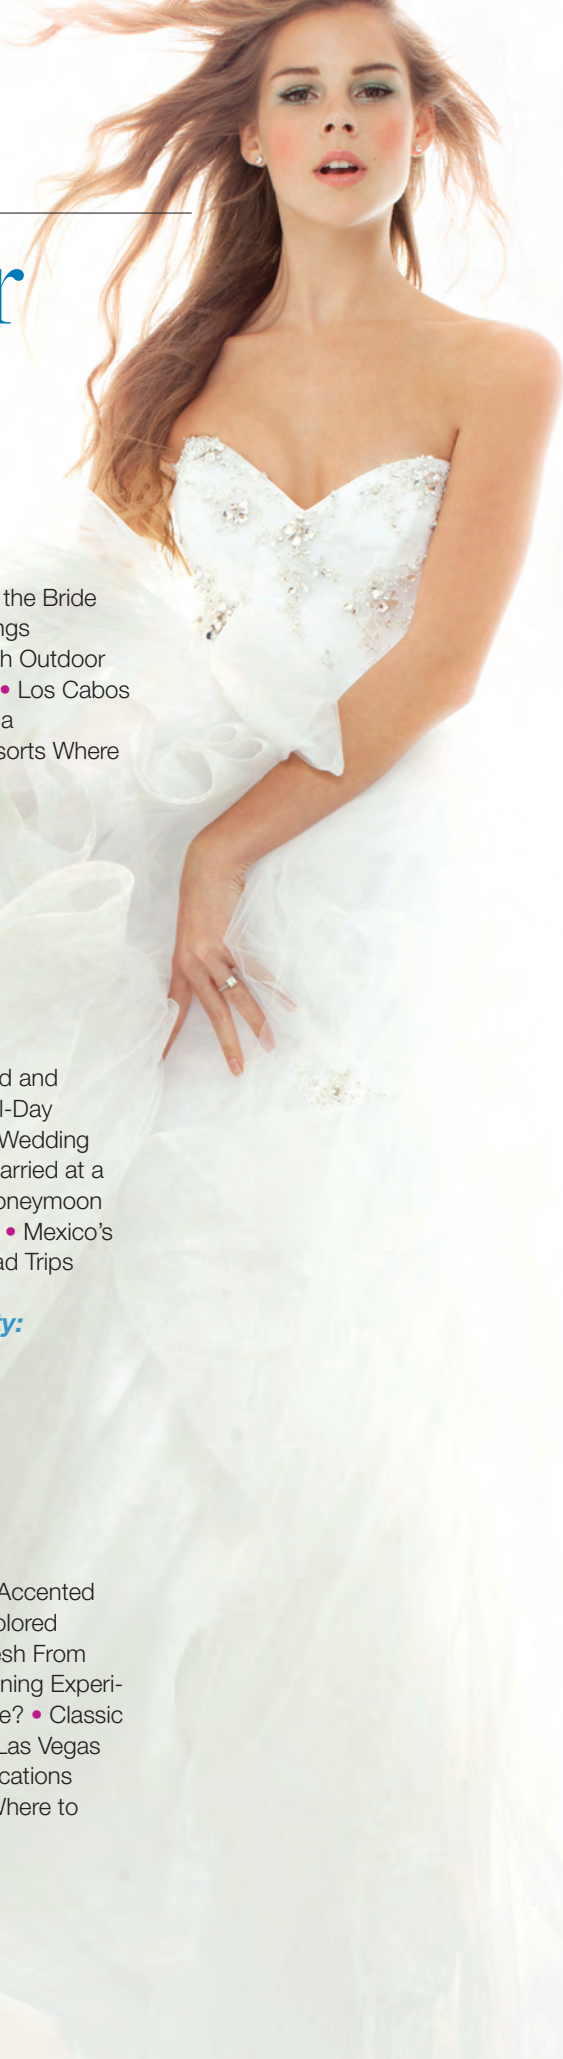 r
the Bride
ngs
h Outdoor
• Los Cabos
a
sorts Where
d and
l-Day
Wedding
arried at a
oneymoon
• Mexico’s
ad Trips
ty:
Accented
olored
esh From
ning Experi-
e? • Classic
Las Vegas
cations
Where to